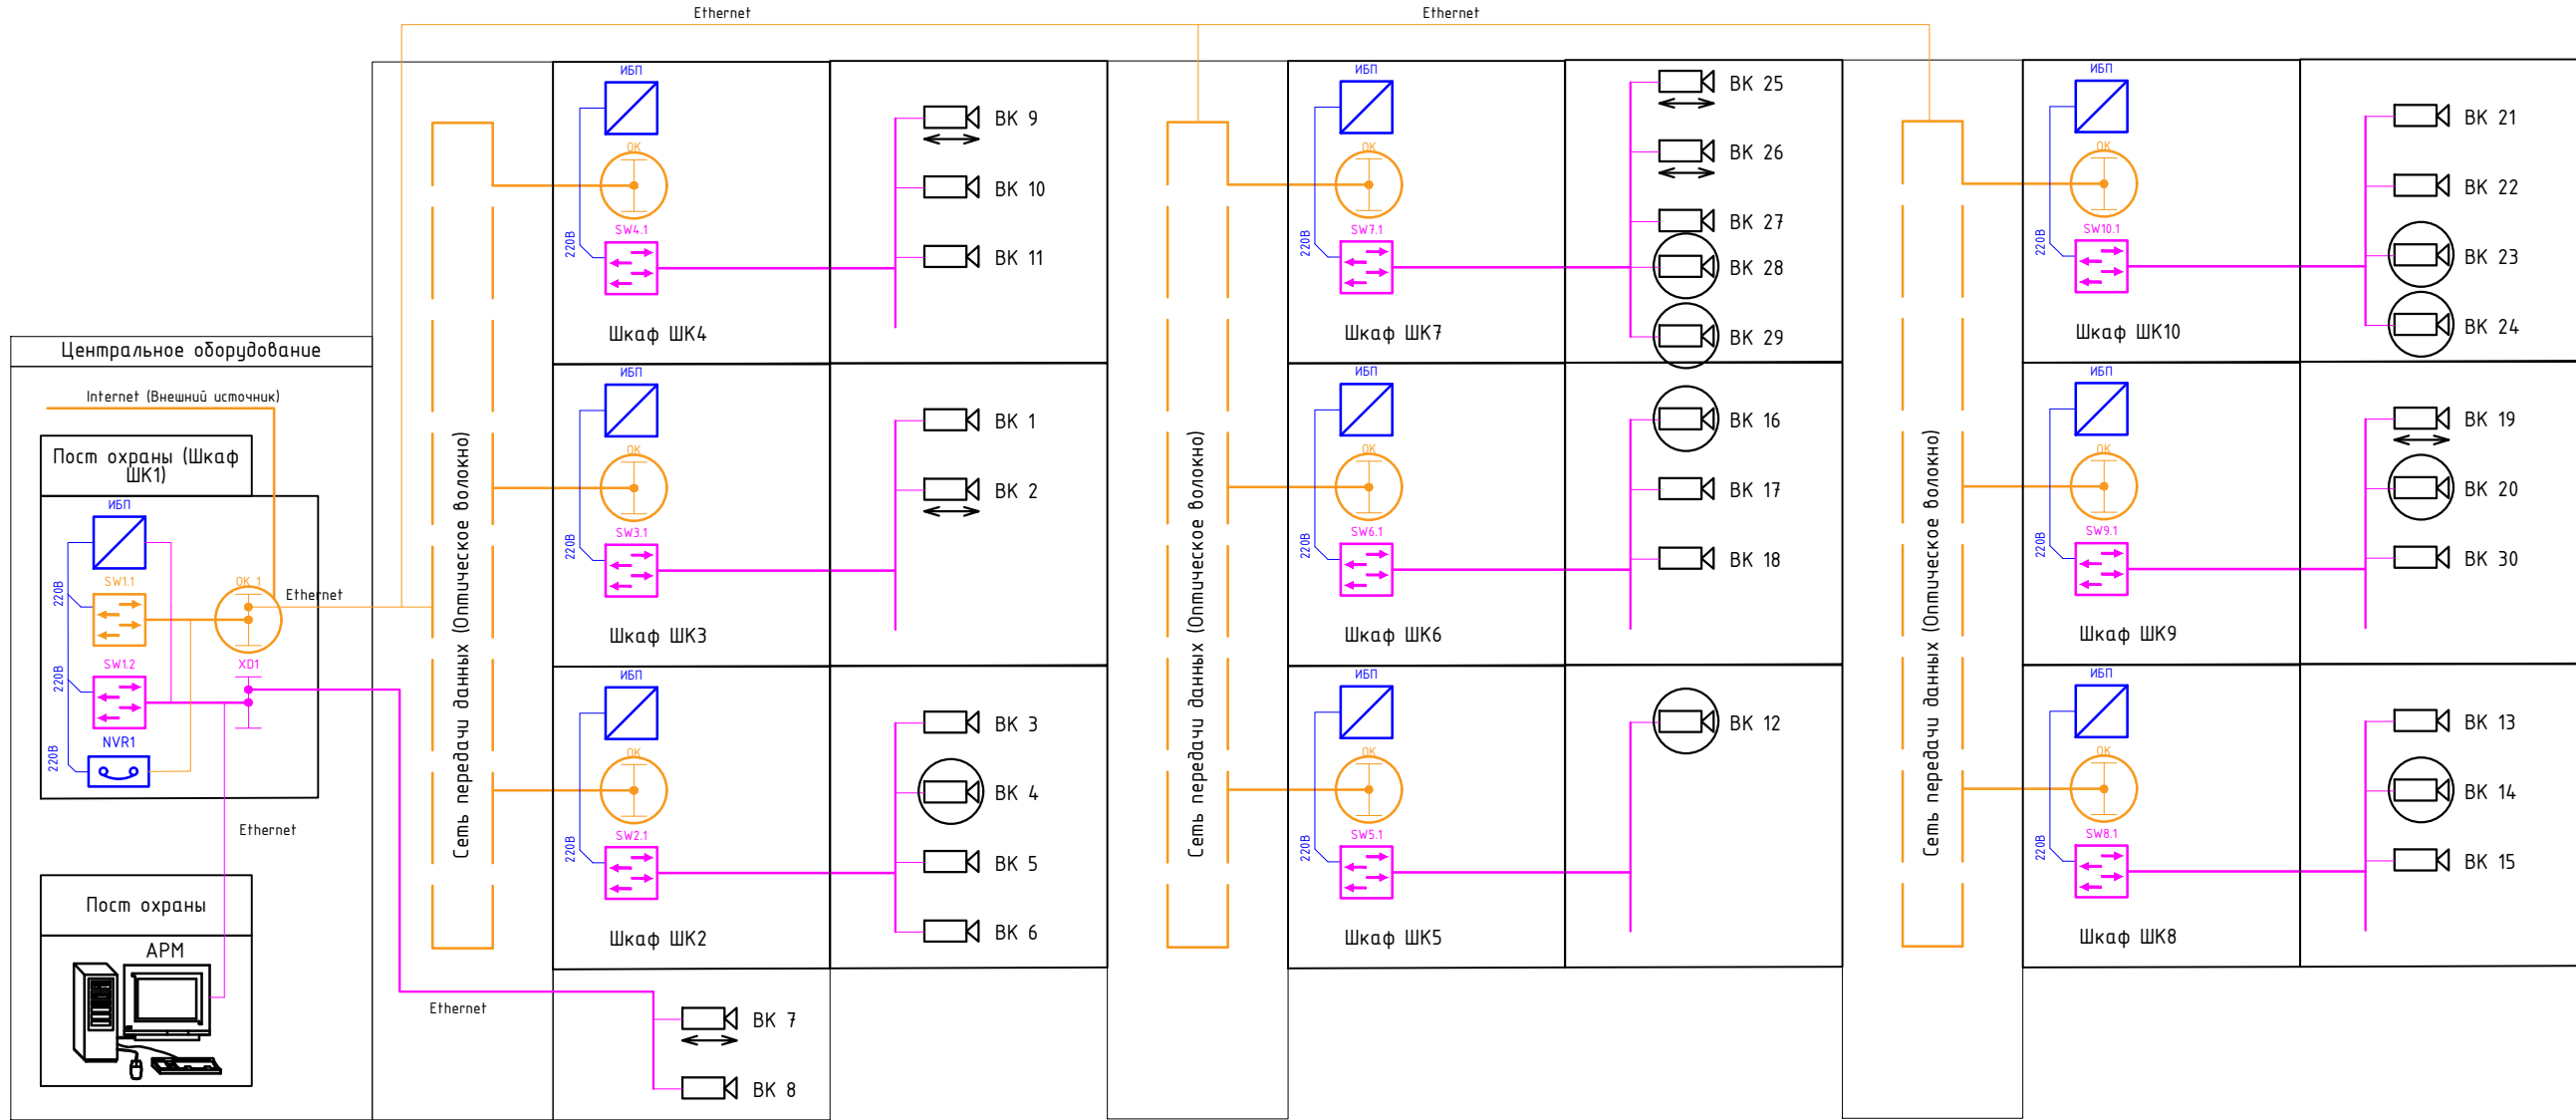 Ethernet
Ethernet
Центральное оборудование
Internet (Внешний источник)
Пост охраны (Шкаф
ШК1)
ИБП
220В
SW1.1
ОК 1
Ethernet
220В
SW1.2
XD1
220В
NVR1
Ethernet
Пост охраны
АРМ
Сеть передачи данных (Оптическое волокно)
ИБП
ОК
220В
SW4.1
Шкаф ШК4
ВК 9
ВК 10
ВК 11
ИБП
ОК
220В
SW3.1
Шкаф ШК3
ВК 1
ВК 2
ИБП
ОК
220В
SW2.1
Шкаф ШК2
ВК 3
ВК 4
ВК 5
ВК 6
Ethernet
ВК 7
ВК 8
Сеть передачи данных (Оптическое волокно)
ИБП
ОК
220В
SW7.1
Шкаф ШК7
ВК 25
ВК 26
ВК 27
ВК 28
ВК 29
ИБП
ОК
220В
SW6.1
Шкаф ШК6
ВК 16
ВК 17
ВК 18
ИБП
ОК
220В
SW5.1
Шкаф ШК5
ВК 12
Сеть передачи данных (Оптическое волокно)
ИБП
ОК
220В
SW10.1
Шкаф ШК10
ВК 21
ВК 22
ВК 23
ВК 24
ИБП
ОК
220В
SW9.1
Шкаф ШК9
ВК 19
ВК 20
ВК 30
ИБП
ОК
220В
SW8.1
Шкаф ШК8
ВК 13
ВК 14
ВК 15